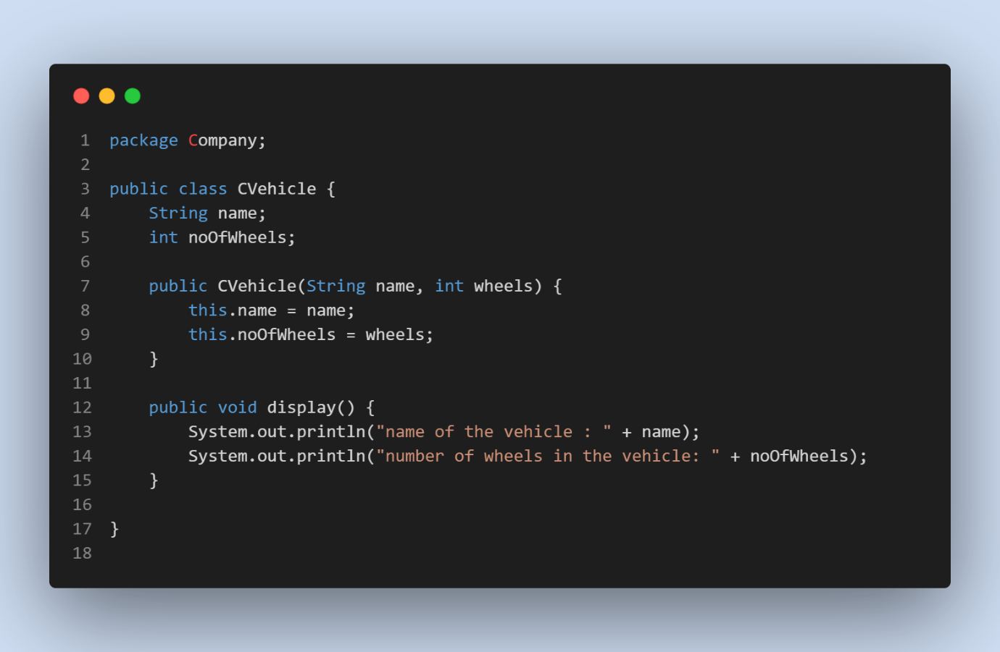 1 package Company;
2
3 public class CVehicle {
4     String name;
5     int noOfWheels;
6
7     public CVehicle(String name, int wheels) {
8         this.name = name;
9         this.noOfWheels = wheels;
10     }
11
12     public void display() {
13         System.out.println("name of the vehicle : " + name);
14         System.out.println("number of wheels in the vehicle: " + noOfWheels);
15     }
16
17 }
18